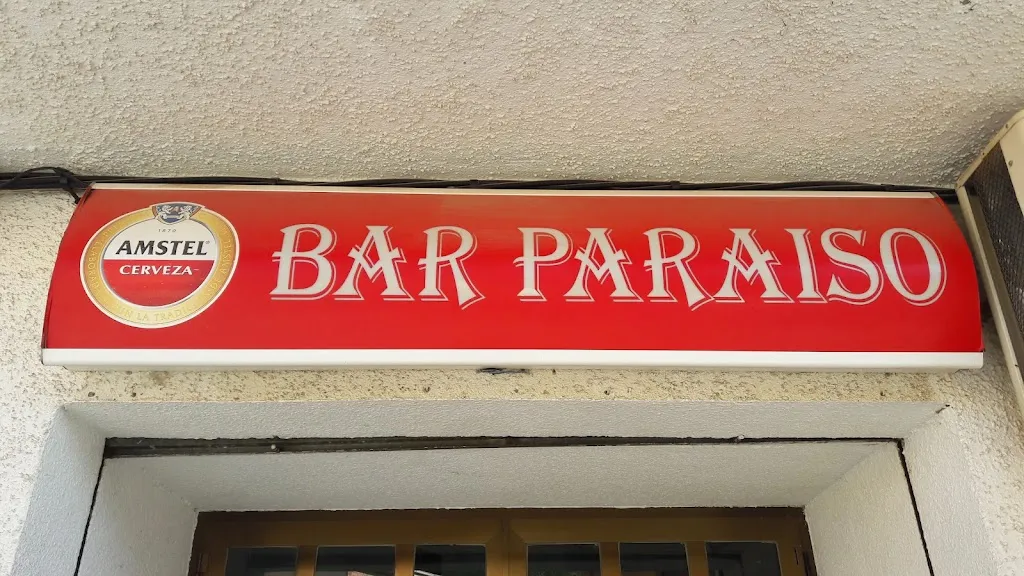 1870
AMSTEL
CERVEZA
BAR PARAISO